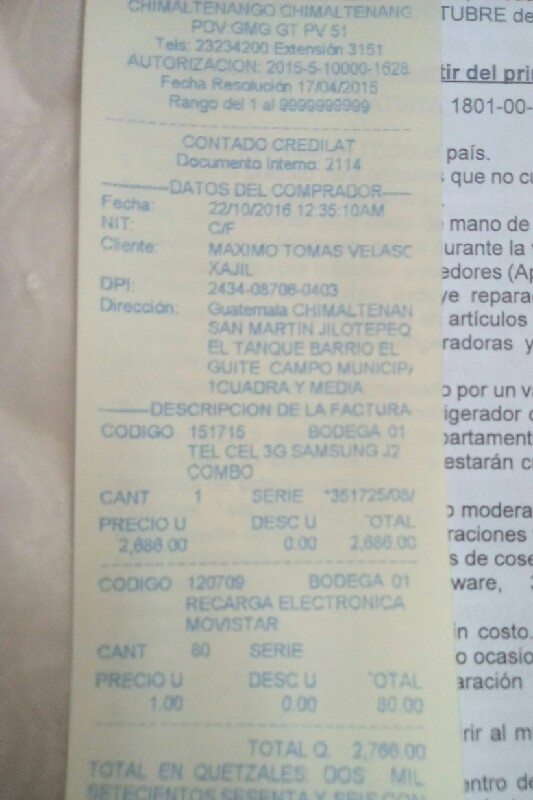 CHIMALTENANGO CHIMALTENANG
PDV:GMG GT PV 51
Tels: 23234200 Extensión 3151
AUTORIZACION: 2015-5-10000-1628
Fecha Resolución 17/04/2015
Rango del 1 al 9999999999
CONTADO CREDILAT
Documento Interno: 2114
DATOS DEL COMPRADOR
Fecha: 22/10/2016 12:35:10AM
NIT: C/F
Cliente: MAXIMO TOMAS VELASC
XAJIL
DPI: 2434-08706-0403
Dirección: Guatemala CHIMALTENAN
SAN MARTIN JILOTEPEQ
EL TANQUE BARRIO EL
GUITE CAMPO MUNICIPA
1CUADRA Y MEDIA
DESCRIPCION DE LA FACTURA
CODIGO 151715 BODEGA 01
TEL CEL 3G SAMSUNG J2
COMBO
CANT 1 SERIE *351725/08/
PRECIO U DESC U TOTAL
2,686.00 0.00 2,686.00
CODIGO 120709 BODEGA 01
RECARGA ELECTRONICA
MOVISTAR
CANT 80 SERIE
PRECIO U DESC U TOTAL
1.00 0.00 80.00
TOTAL Q. 2,766.00
TOTAL EN QUETZALES: DOS MIL
SETECIENTOS SESENTA Y SEIS CON
TUBRE de
tir del pri
1801-00-
país.
que no cu
mano de
urante la
edores (Ap
ye repara
artículos
radoras y
o por un va
igerador
partament
estarán c
o modera
raciones
s de cose
ware,
in costo.
o ocasio
aración
rir al m
entro de